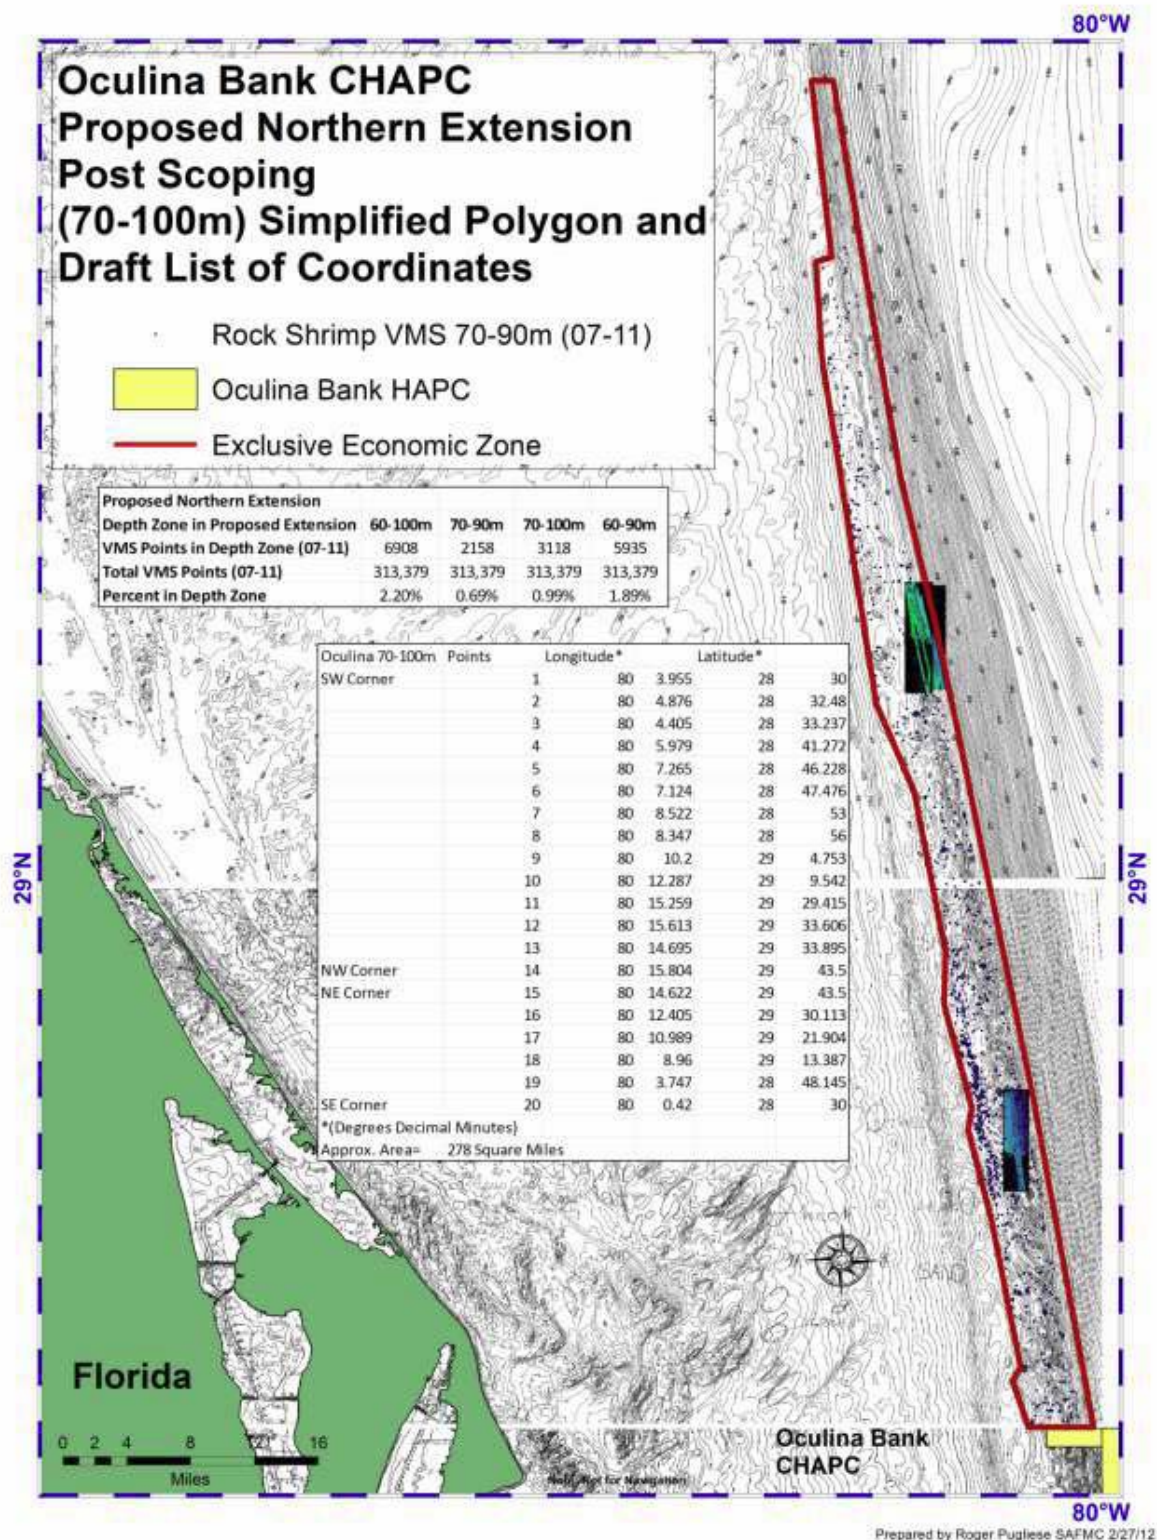 80°W
Oculina Bank CHAPC
Proposed Northern Extension
Post Scoping
(70-100m) Simplified Polygon and
Draft List of Coordinates
Rock Shrimp VMS 70-90m (07-11)
Oculina Bank HAPC
Exclusive Economic Zone
Proposed Northern Extension
Depth Zone in Proposed Extension 60-100m 70-90m 70-100m 60-90m
VMS Points in Depth Zone (07-11) 6908 2158 3118 5935
Total VMS Points (07-11) 313,379 313,379 313,379 313,379
Percent in Depth Zone 2.20% 0.69% 0.99% 1.89%
Oculina 70-100m Points Longitude* Latitude*
SW Corner 1 80 3.955 28 30
2 80 4.876 28 32.48
3 80 4.405 28 33.237
4 80 5.979 28 41.272
5 80 7.265 28 46.228
6 80 7.124 28 47.476
7 80 8.522 28 53
8 80 8.347 28 56
9 80 10.2 29 4.753
10 80 12.287 29 9.542
11 80 15.259 29 29.415
12 80 15.613 29 33.606
13 80 14.695 29 33.895
NW Corner 14 80 15.804 29 43.5
NE Corner 15 80 14.622 29 43.5
16 80 12.405 29 30.113
17 80 10.989 29 21.904
18 80 8.96 29 13.387
19 80 3.747 28 48.145
SE Corner 20 80 0.42 28 30
*(Degrees Decimal Minutes)
Approx. Area= 278 Square Miles
29°N
29°N
SAND
Florida
0 2 4 8 12 16
Miles
Note: Not for Navigation
Oculina Bank
CHAPC
80°W
Prepared by Roger Pugliese SAFMC 2/27/12